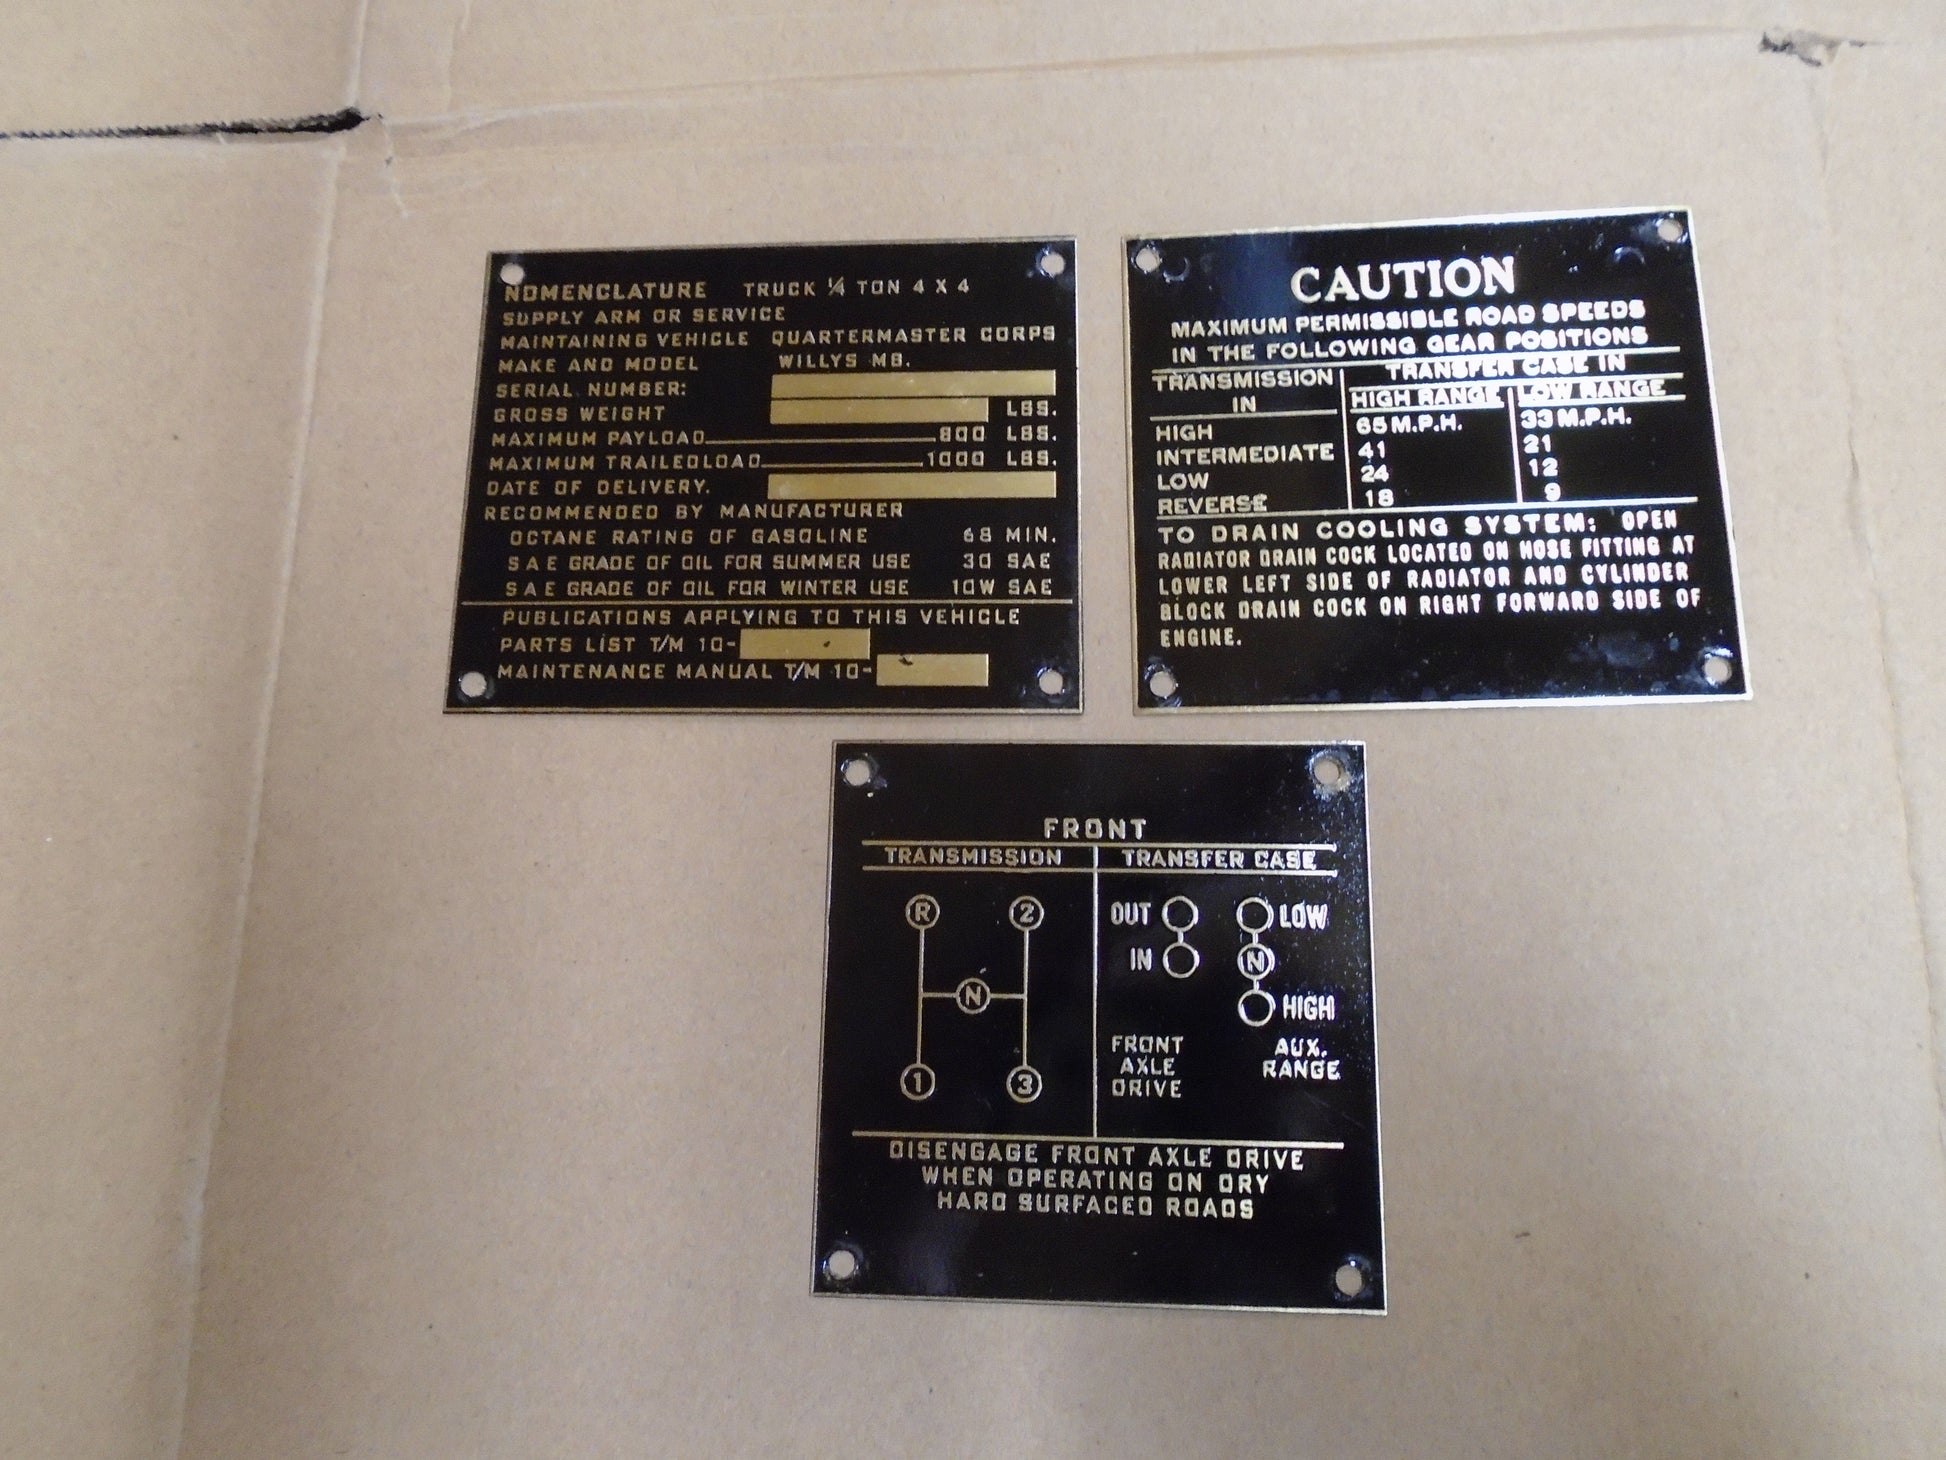 NOMENCLATURE TRUCK ¼ TON 4 X 4
SUPPLY ARM OR SERVICE
MAINTAINING VEHICLE QUARTERMASTER CORPS
MAKE AND MODEL WILLYS MB.
SERIAL NUMBER:
GROSS WEIGHT LBS.
MAXIMUM PAYLOAD 800 LBS.
MAXIMUM TRAILEDLOAD 1000 LBS.
DATE OF DELIVERY.
RECOMMENDED BY MANUFACTURER
OCTANE RATING OF GASOLINE 68 MIN.
SAE GRADE OF OIL FOR SUMMER USE 30 SAE
SAE GRADE OF OIL FOR WINTER USE 10W SAE
PUBLICATIONS APPLYING TO THIS VEHICLE
PARTS LIST T/M 10-
MAINTENANCE MANUAL T/M 10-
CAUTION
MAXIMUM PERMISSIBLE ROAD SPEEDS
IN THE FOLLOWING GEAR POSITIONS
TRANSMISSION IN TRANSFER CASE IN
HIGH RANGE LOW RANGE
HIGH 65 M.P.H. 33 M.P.H.
INTERMEDIATE 41 21
LOW 24 12
REVERSE 18 9
TO DRAIN COOLING SYSTEM: OPEN
RADIATOR DRAIN COCK LOCATED ON NOSE FITTING AT
LOWER LEFT SIDE OF RADIATOR AND CYLINDER
BLOCK DRAIN COCK ON RIGHT FORWARD SIDE OF
ENGINE.
FRONT
TRANSMISSION TRANSFER CASE
R 2 OUT LOW
IN N
N HIGH
1 3
FRONT AUX.
AXLE RANGE
DRIVE
DISENGAGE FRONT AXLE DRIVE
WHEN OPERATING ON DRY
HARD SURFACED ROADS